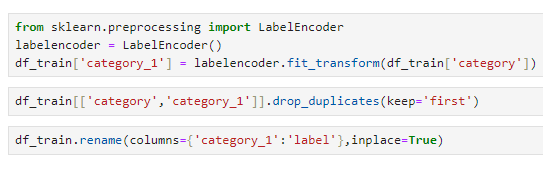 from sklearn.preprocessing import LabelEncoder
labelencoder = LabelEncoder()
df_train['category_1'] = labelencoder.fit_transform(df_train['category'])
df_train[['category','category_1']].drop_duplicates(keep='first')
df_train.rename(columns={'category_1':'label'},inplace=True)